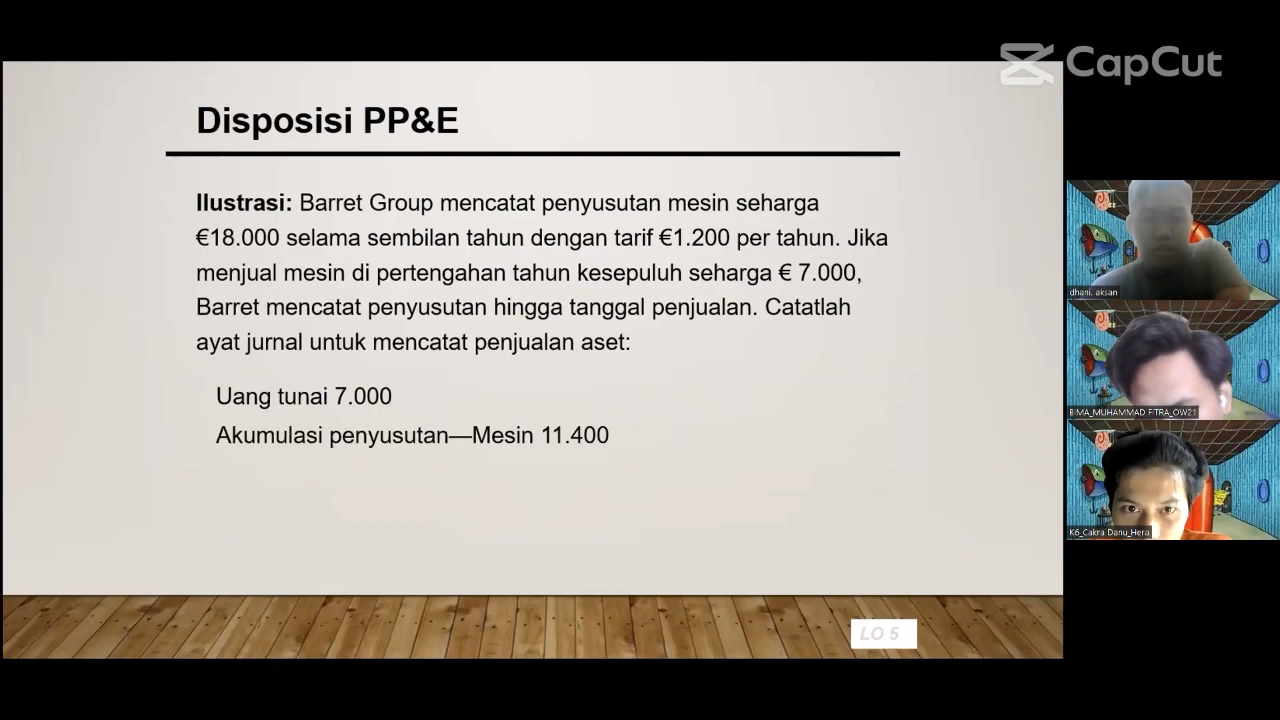 CapCut
Disposisi PP&E
Ilustrasi: Barret Group mencatat penyusutan mesin seharga
€18.000 selama sembilan tahun dengan tarif €1.200 per tahun. Jika
menjual mesin di pertengahan tahun kesepuluh seharga € 7.000,
Barret mencatat penyusutan hingga tanggal penjualan. Catatlah
ayat jurnal untuk mencatat penjualan aset:
Uang tunai 7.000
Akumulasi penyusutan—Mesin 11.400
LO 5
dhani. aksan
BIMA_MUHAMMAD FITRA_OW21
K6_Cakra Danu_Hera